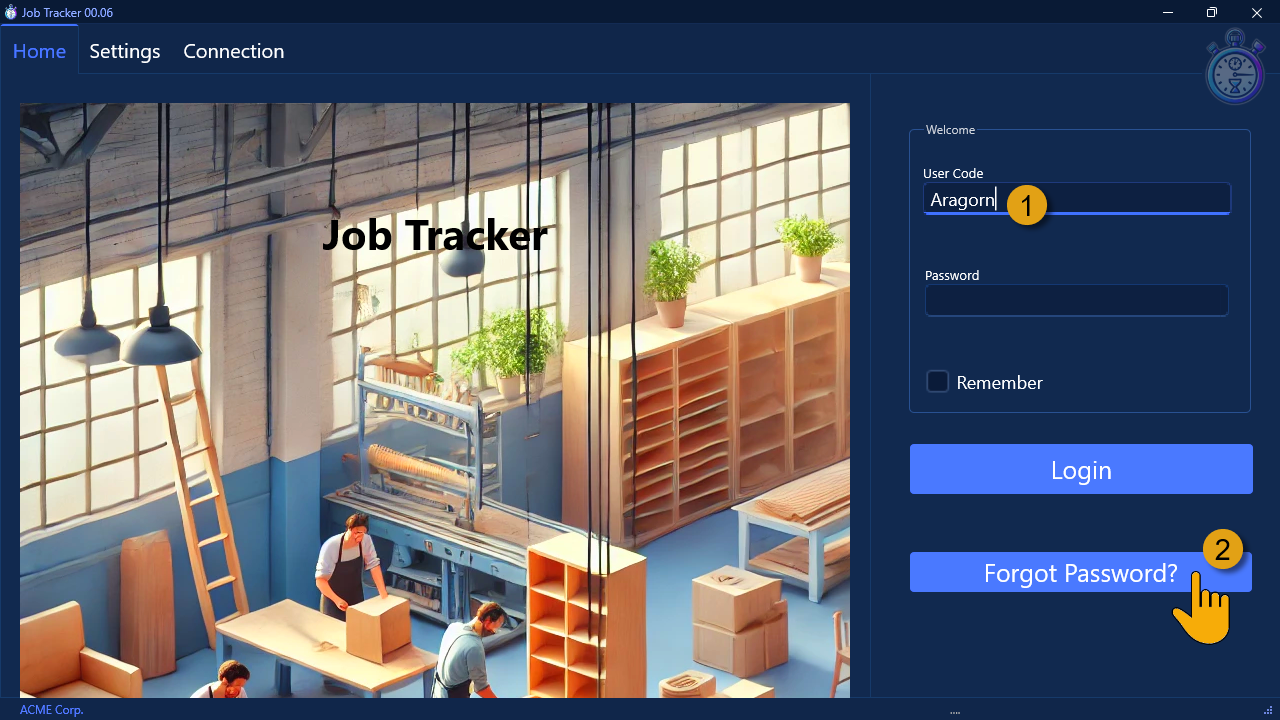 Job Tracker 00.06
Home Settings Connection
Job Tracker
Welcome
User Code
Aragorn
1
Password
Remember
Login
2
Forgot Password?
ACME Corp.
....